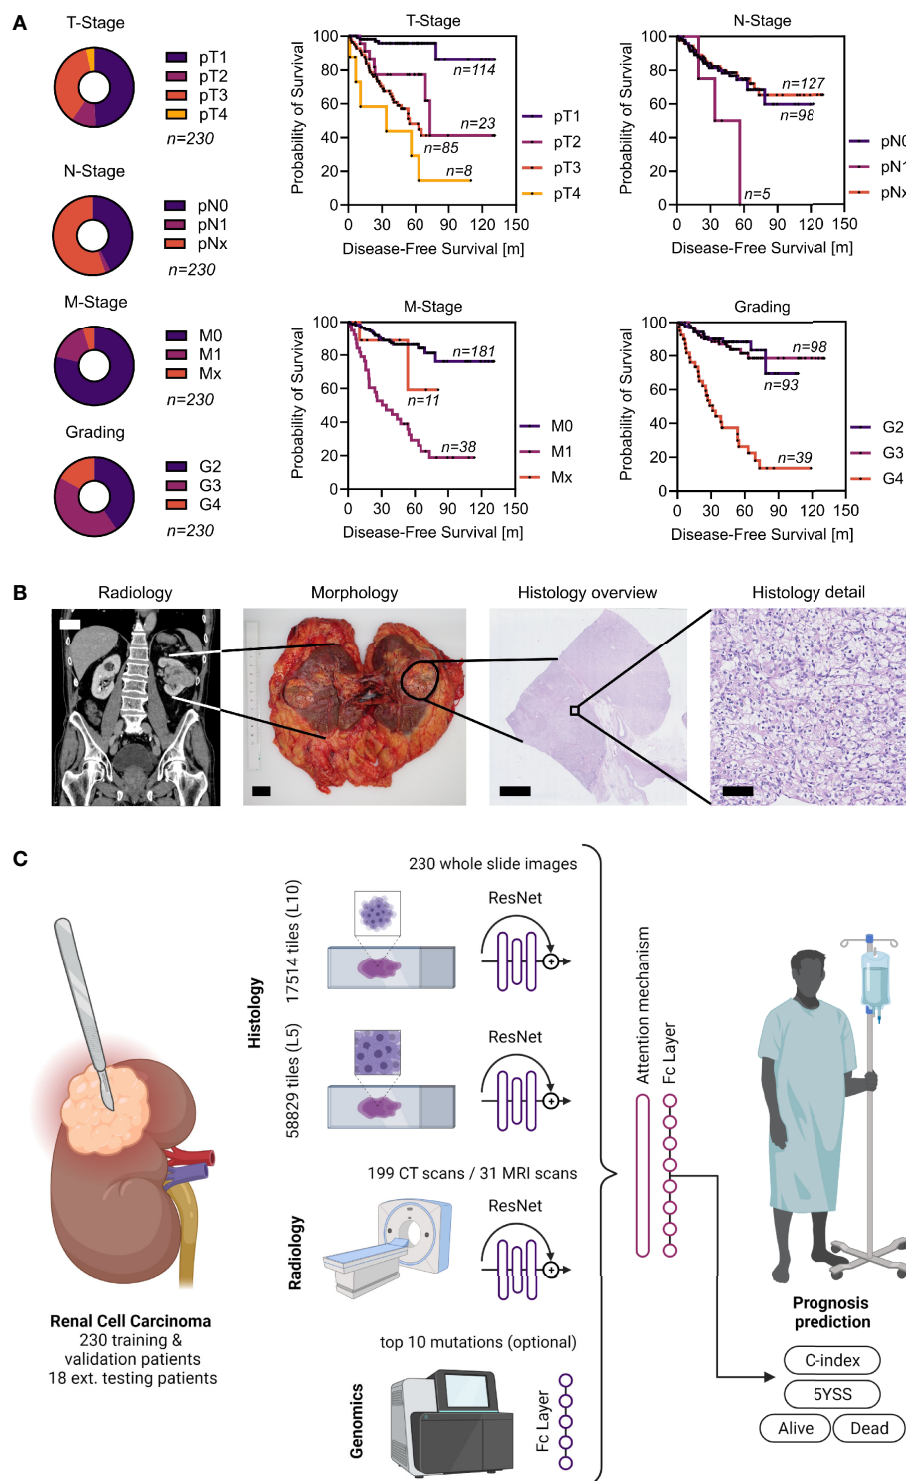 A
T-Stage
pT1
pT2
pT3
pT4
n=230
N-Stage
pN0
pN1
pNx
n=230
M-Stage
M0
M1
Mx
n=230
Grading
G2
G3
G4
n=230
T-Stage
Probability of Survival
100
80
60
40
20
0
0 30 60 90 120 150
Disease-Free Survival [m]
n=114
n=23
n=85
n=8
pT1
pT2
pT3
pT4
N-Stage
Probability of Survival
100
80
60
40
20
0
0 30 60 90 120 150
Disease-Free Survival [m]
n=127
n=98
n=5
pN0
pN1
pNx
M-Stage
Probability of Survival
100
80
60
40
20
0
0 30 60 90 120 150
Disease-Free Survival [m]
n=181
n=11
n=38
M0
M1
Mx
Grading
Probability of Survival
100
80
60
40
20
0
0 30 60 90 120 150
Disease-Free Survival [m]
n=98
n=93
n=39
G2
G3
G4
B
Radiology
Morphology
Histology overview
Histology detail
C
Renal Cell Carcinoma
230 training &
validation patients
18 ext. testing patients
Histology
230 whole slide images
17514 tiles (L10)
ResNet
+
58829 tiles (L5)
ResNet
+
Radiology
199 CT scans / 31 MRI scans
ResNet
+
Genomics
top 10 mutations (optional)
Fc Layer
Attention mechanism
Fc Layer
Prognosis
prediction
C-index
5YSS
Alive
Dead